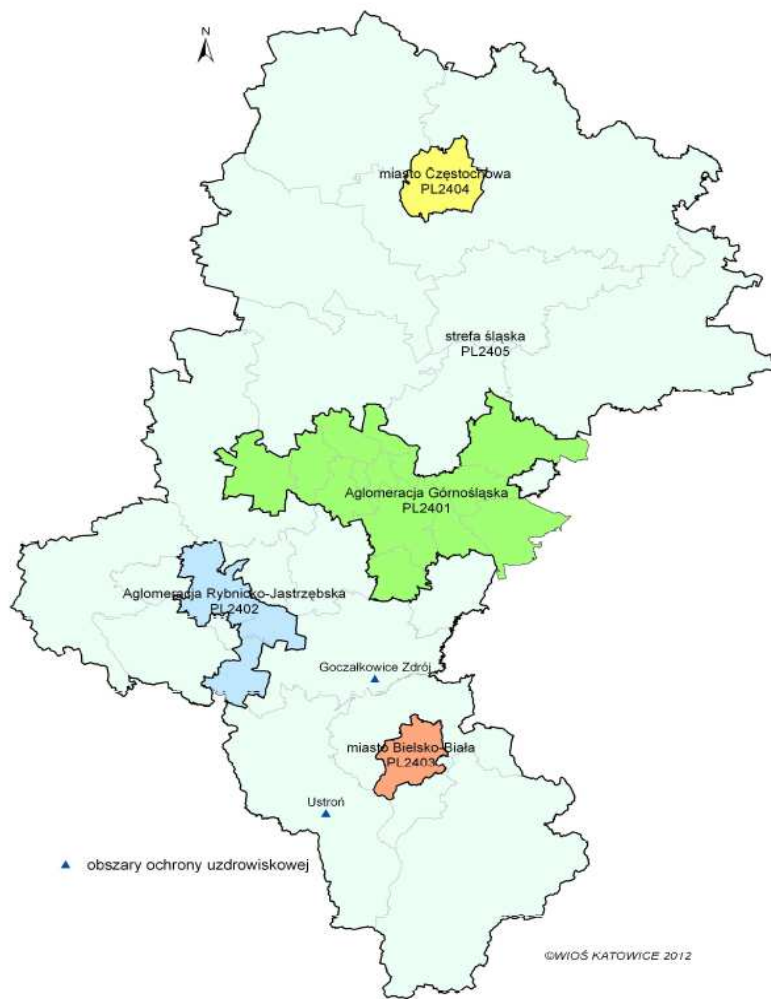 N
miasto Częstochowa
PL2404
strefa śląska
PL2405
Aglomeracja Górnośląska
PL2401
Aglomeracja Rybnicko-Jastrzębska
PL2402
Goczałkowice Zdrój
miasto Bielsko-Biała
PL2403
Ustroń
obszary ochrony uzdrowiskowej
©WIOŚ KATOWICE 2012